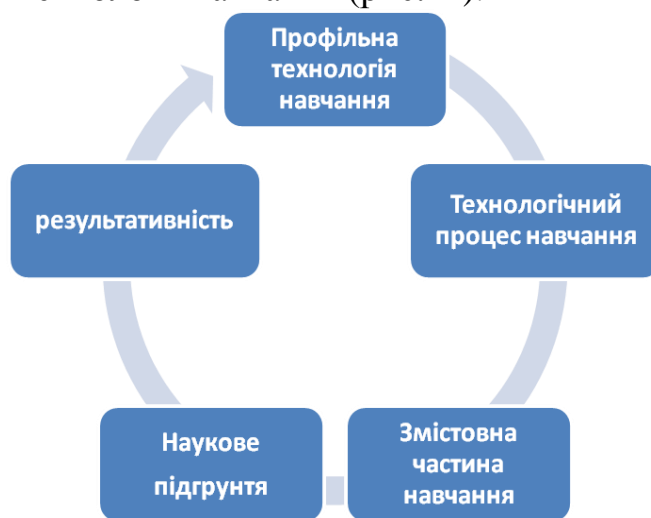 Профільна
технологія
навчання
Технологічний
процес навчання
Змістовна
частина
навчання
Наукове
підгрунтя
результативність